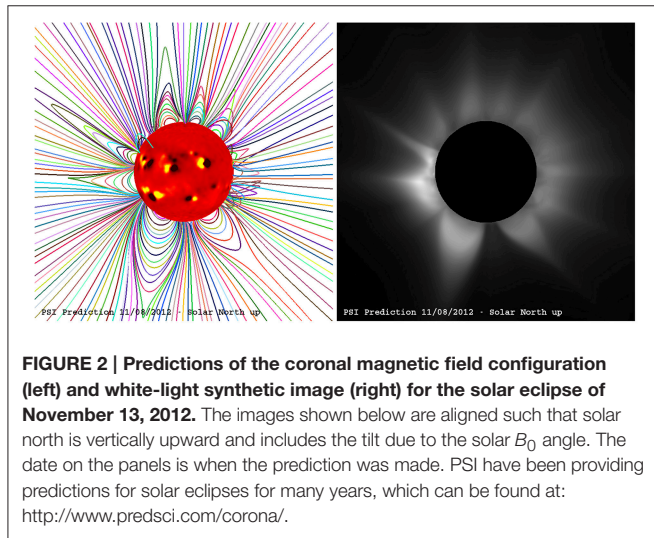 PSI Prediction 11/08/2012 - Solar North up
PSI Prediction 11/08/2012 - Solar North up
FIGURE 2 | Predictions of the coronal magnetic field configuration
(left) and white-light synthetic image (right) for the solar eclipse of
November 13, 2012. The images shown below are aligned such that solar
north is vertically upward and includes the tilt due to the solar B₀ angle. The
date on the panels is when the prediction was made. PSI have been providing
predictions for solar eclipses for many years, which can be found at:
http://www.predsci.com/corona/.